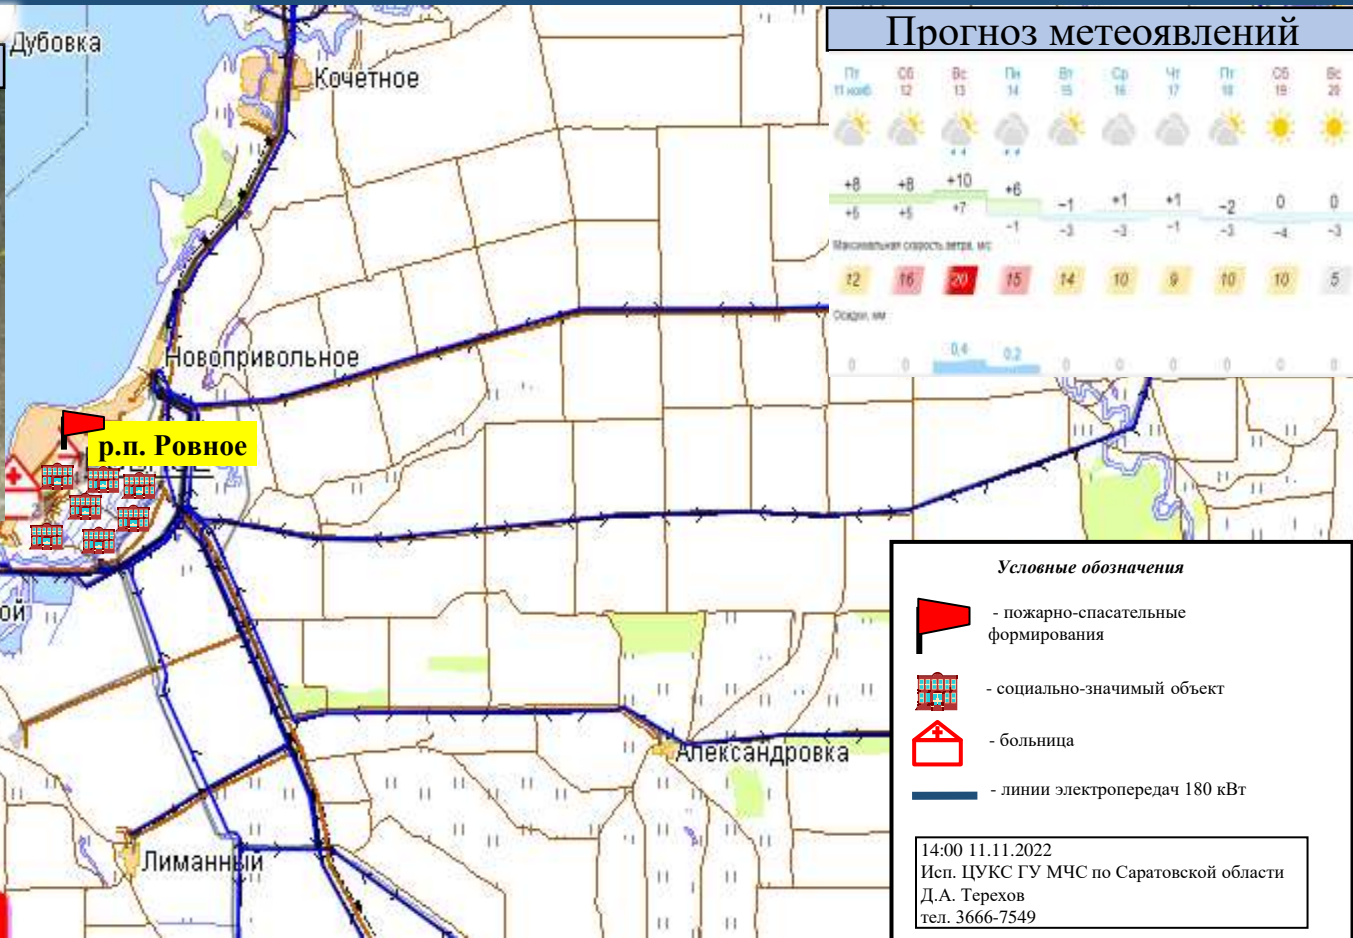 Дубовка
Кочетное
Новопривольное
р.п. Ровное
ой
Александровка
Лиманный
Прогноз метеоявлений
Пт Сб Вс Пн Вт Ср Чт Пт Сб Вс
11 нояб 12 13 14 15 16 17 18 19 20
+8 +8 +10 +6 −1 +1 +1 −2 0 0
+5 +5 +7 −1 −3 −3 −1 −3 −4 −3
Максимальная скорость ветра, м/с
12 16 20 15 14 10 9 10 10 5
Осадки, мм
0 0 0,4 0,2 0 0 0 0 0 0
Условные обозначения
- пожарно-спасательные
формирования
- социально-значимый объект
- больница
- линии электропередач 180 кВт
14:00 11.11.2022
Исп. ЦУКС ГУ МЧС по Саратовской области
Д.А. Терехов
тел. 3666-7549